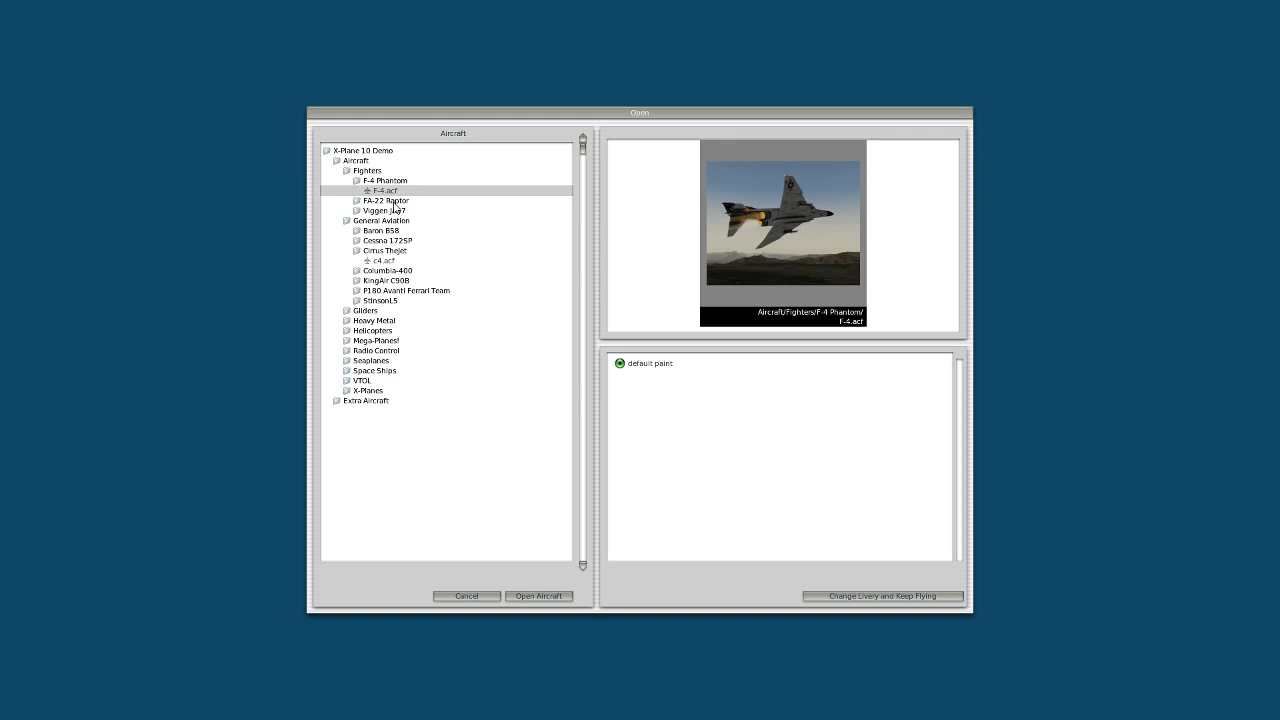 Open
Aircraft
X-Plane 10 Demo
Aircraft
Fighters
F-4 Phantom
F-4.acf
FA-22 Raptor
Viggen
General Aviation
Baron B58
Cessna 172SP
Cirrus TheJet
c4.acf
Columbia-400
KingAir C90B
P180 Avanti Ferrari Team
StinsonL5
Gliders
Heavy Metal
Helicopters
Mega-Planes!
Radio Control
Seaplanes
Space Ships
VTOL
X-Planes
Extra Aircraft
Cancel
Open Aircraft
Aircraft/Fighters/F-4 Phantom/
F-4.acf
default paint
Change Livery and Keep Flying